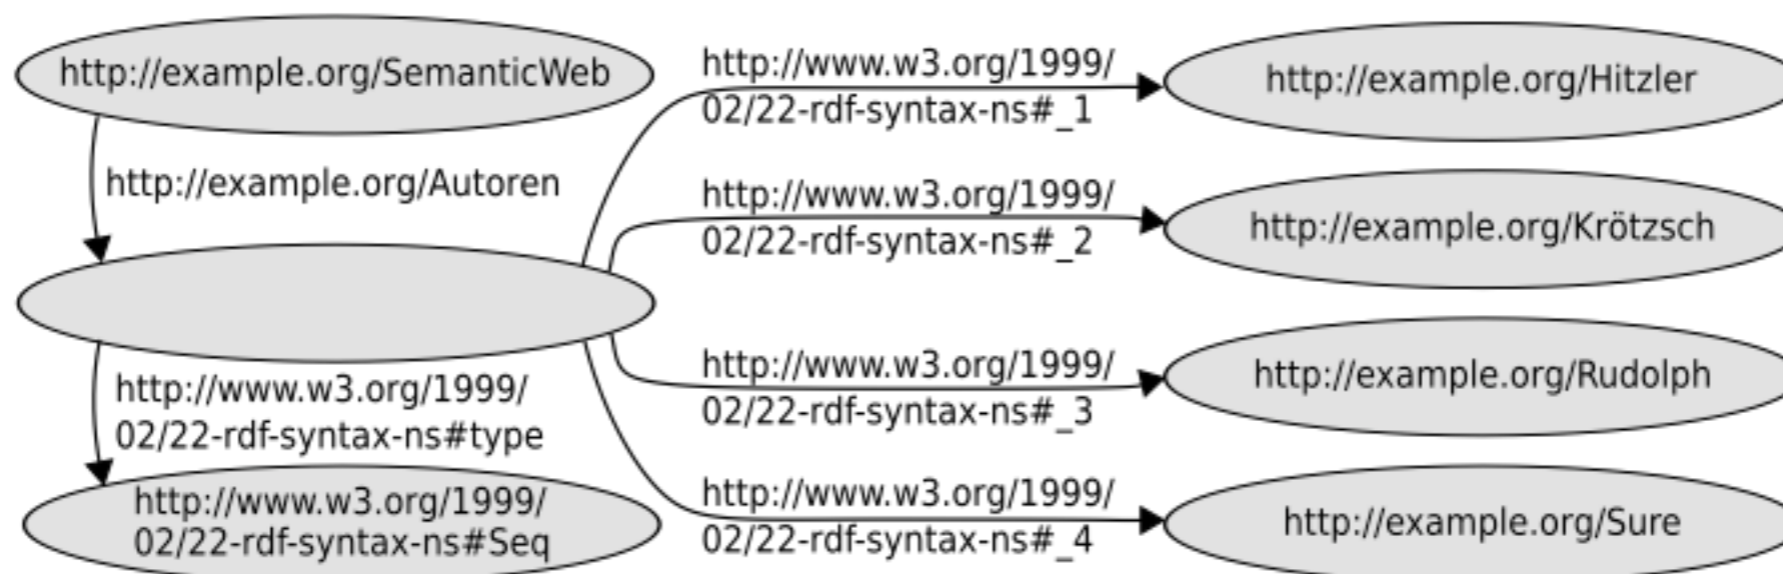 http://example.org/SemanticWeb
http://example.org/Autoren
http://www.w3.org/1999/
02/22-rdf-syntax-ns#type
http://www.w3.org/1999/
02/22-rdf-syntax-ns#Seq
http://www.w3.org/1999/
02/22-rdf-syntax-ns#_1
http://example.org/Hitzler
http://www.w3.org/1999/
02/22-rdf-syntax-ns#_2
http://example.org/Krötzsch
http://www.w3.org/1999/
02/22-rdf-syntax-ns#_3
http://example.org/Rudolph
http://www.w3.org/1999/
02/22-rdf-syntax-ns#_4
http://example.org/Sure